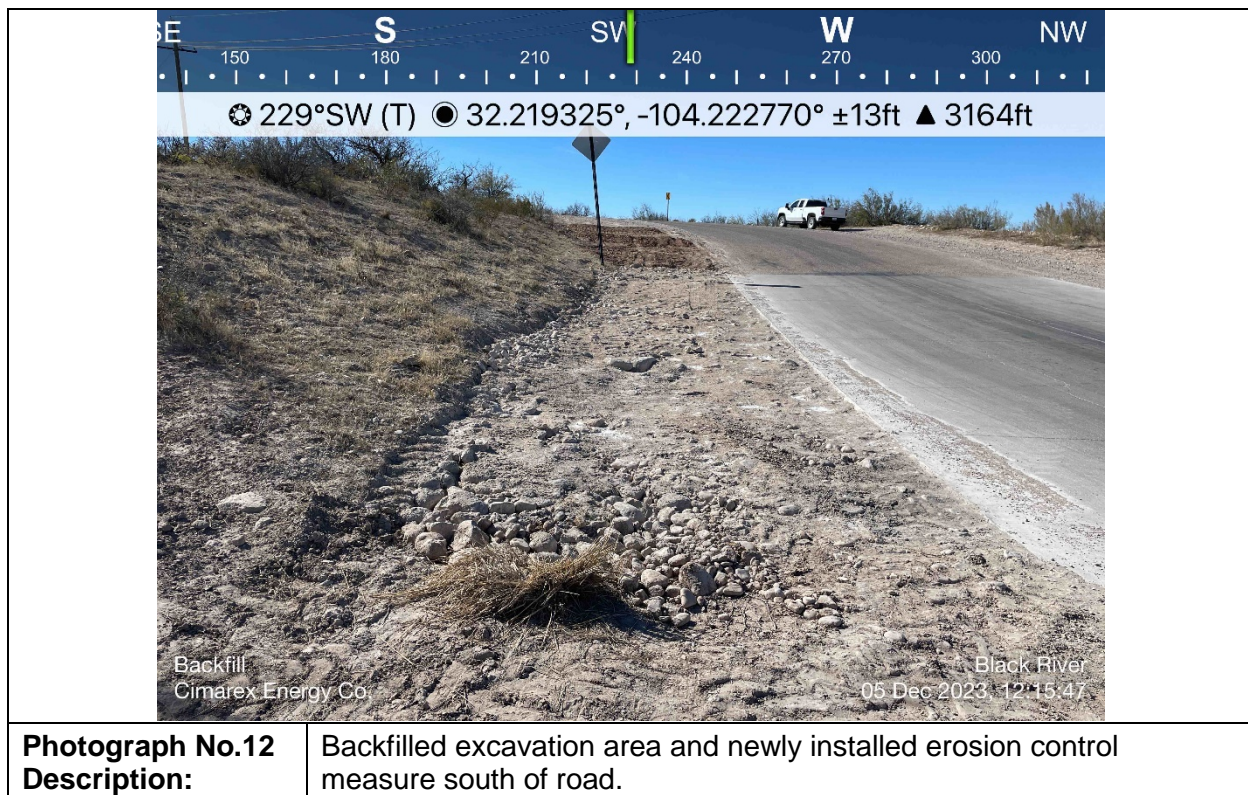 SE S SW W NW
150 180 210 240 270 300
229°SW (T) 32.219325°, -104.222770° ±13ft ▲ 3164ft
Backfill
Cimarex Energy Co.
Black River
05 Dec 2023, 12:15:47
Photograph No.12
Description:
Backfilled excavation area and newly installed erosion control
measure south of road.